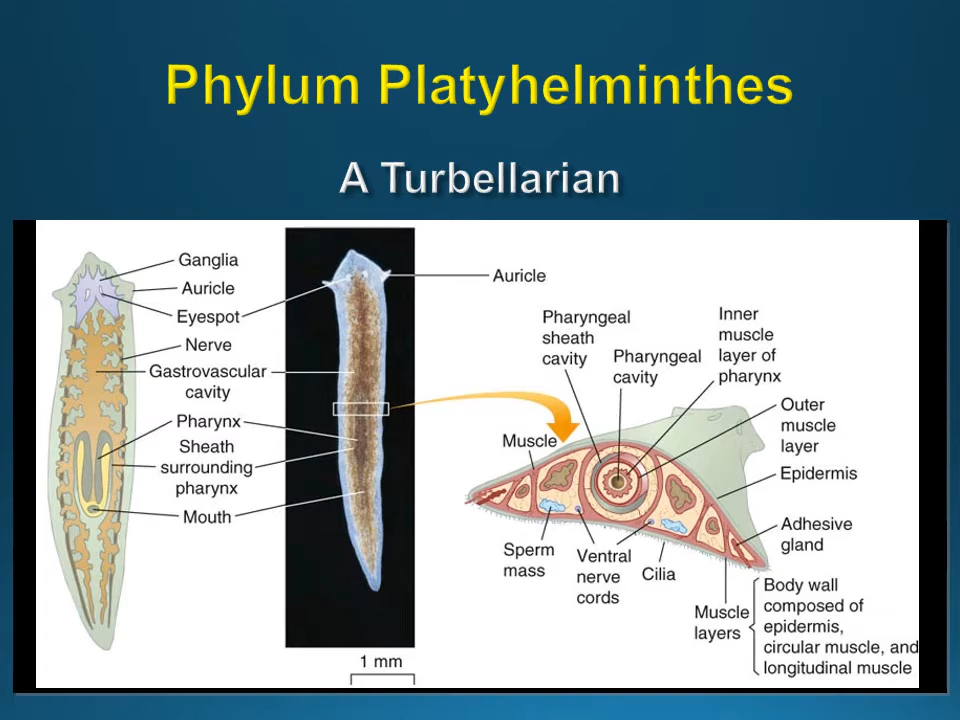 Phylum Platyhelminthes
A Turbellarian
Ganglia
Auricle
Eyespot
Nerve
Gastrovascular
cavity
Pharynx
Sheath
surrounding
pharynx
Mouth
1 mm
Auricle
Pharyngeal
sheath
cavity
Pharyngeal
cavity
Inner
muscle
layer of
pharynx
Outer
muscle
layer
Muscle
Epidermis
Adhesive
gland
Sperm
mass
Ventral
nerve
cords
Cilia
Muscle
layers
Body wall
composed of
epidermis,
circular muscle, and
longitudinal muscle